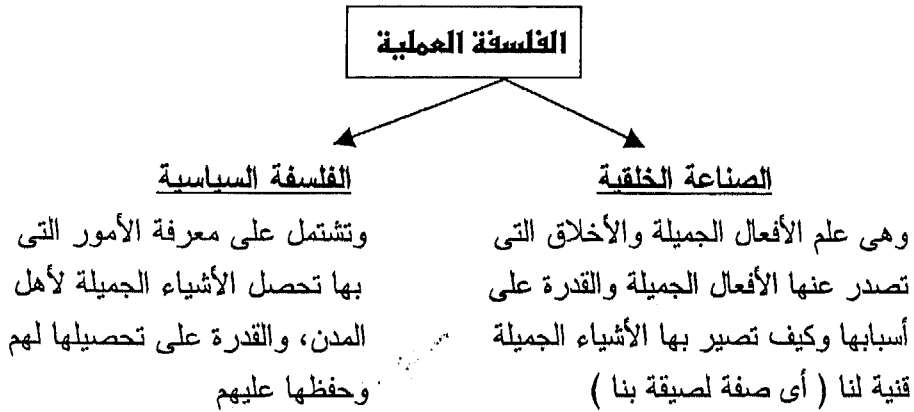 الفلسفة العملية
الصناعة الخلقية
وهى علم الأفعال الجميلة والأخلاق التى
تصدر عنها الأفعال الجميلة والقدرة على
أسبابها وكيف تصير بها الأشياء الجميلة
قنية لنا ( أى صفة لصيقة بنا )
الفلسفة السياسية
وتشتمل على معرفة الأمور التى
بها تحصل الأشياء الجميلة لأهل
المدن، والقدرة على تحصيلها لهم
وحفظها عليهم